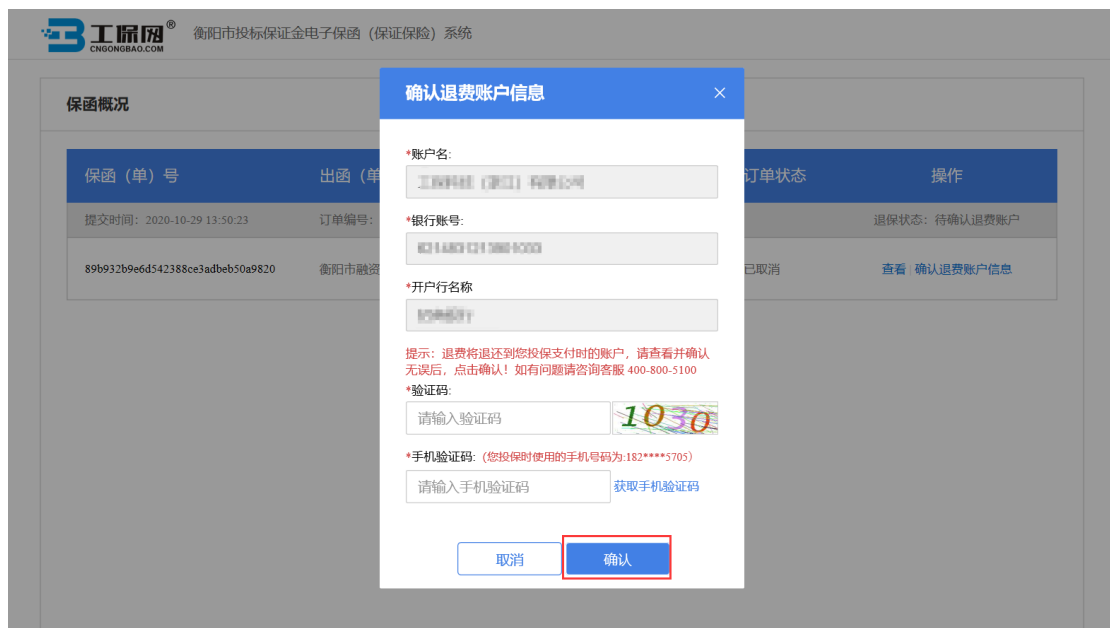 工保网®
CNGONGBAO.COM
衡阳市投标保证金电子保函（保证保险）系统
保函概况
保函（单）号
出函（单
订单状态
操作
提交时间：2020-10-29 13:50:23
订单编号：
退保状态：待确认退费账户
89b932b9e6d542388ce3adbeb50a9820
衡阳市融资
已取消
查看
确认退费账户信息
确认退费账户信息
×
*账户名:
*银行账号:
*开户行名称
提示：退费将退还到您投保支付时的账户，请查看并确认
无误后，点击确认！如有问题请咨询客服 400-800-5100
*验证码:
请输入验证码
1030
*手机验证码:（您投保时使用的手机号码为:182****5705）
请输入手机验证码
获取手机验证码
取消
确认